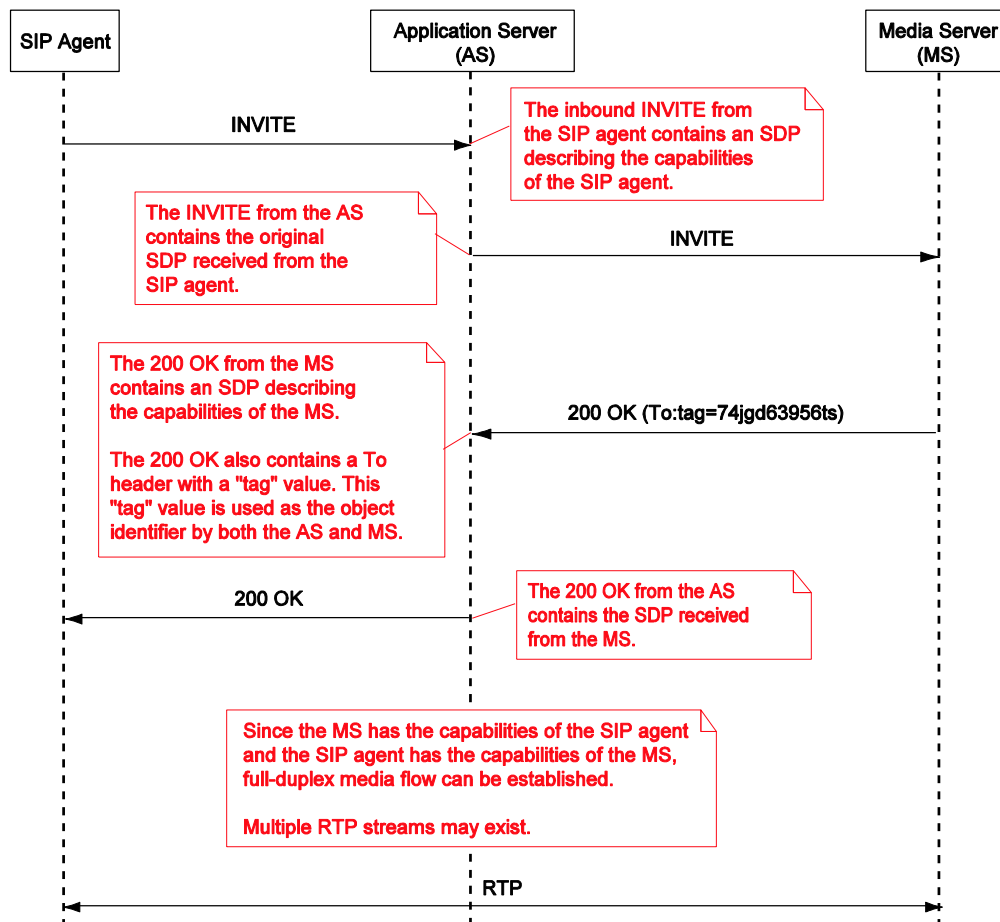 SIP Agent
Application Server
(AS)
Media Server
(MS)
INVITE
The inbound INVITE from
the SIP agent contains an SDP
describing the capabilities
of the SIP agent.
The INVITE from the AS
contains the original
SDP received from the
SIP agent.
INVITE
The 200 OK from the MS
contains an SDP describing
the capabilities of the MS.
The 200 OK also contains a To
header with a "tag" value. This
"tag" value is used as the object
identifier by both the AS and MS.
200 OK (To:tag=74jgd63956ts)
200 OK
The 200 OK from the AS
contains the SDP received
from the MS.
Since the MS has the capabilities of the SIP agent
and the SIP agent has the capabilities of the MS,
full-duplex media flow can be established.
Multiple RTP streams may exist.
RTP